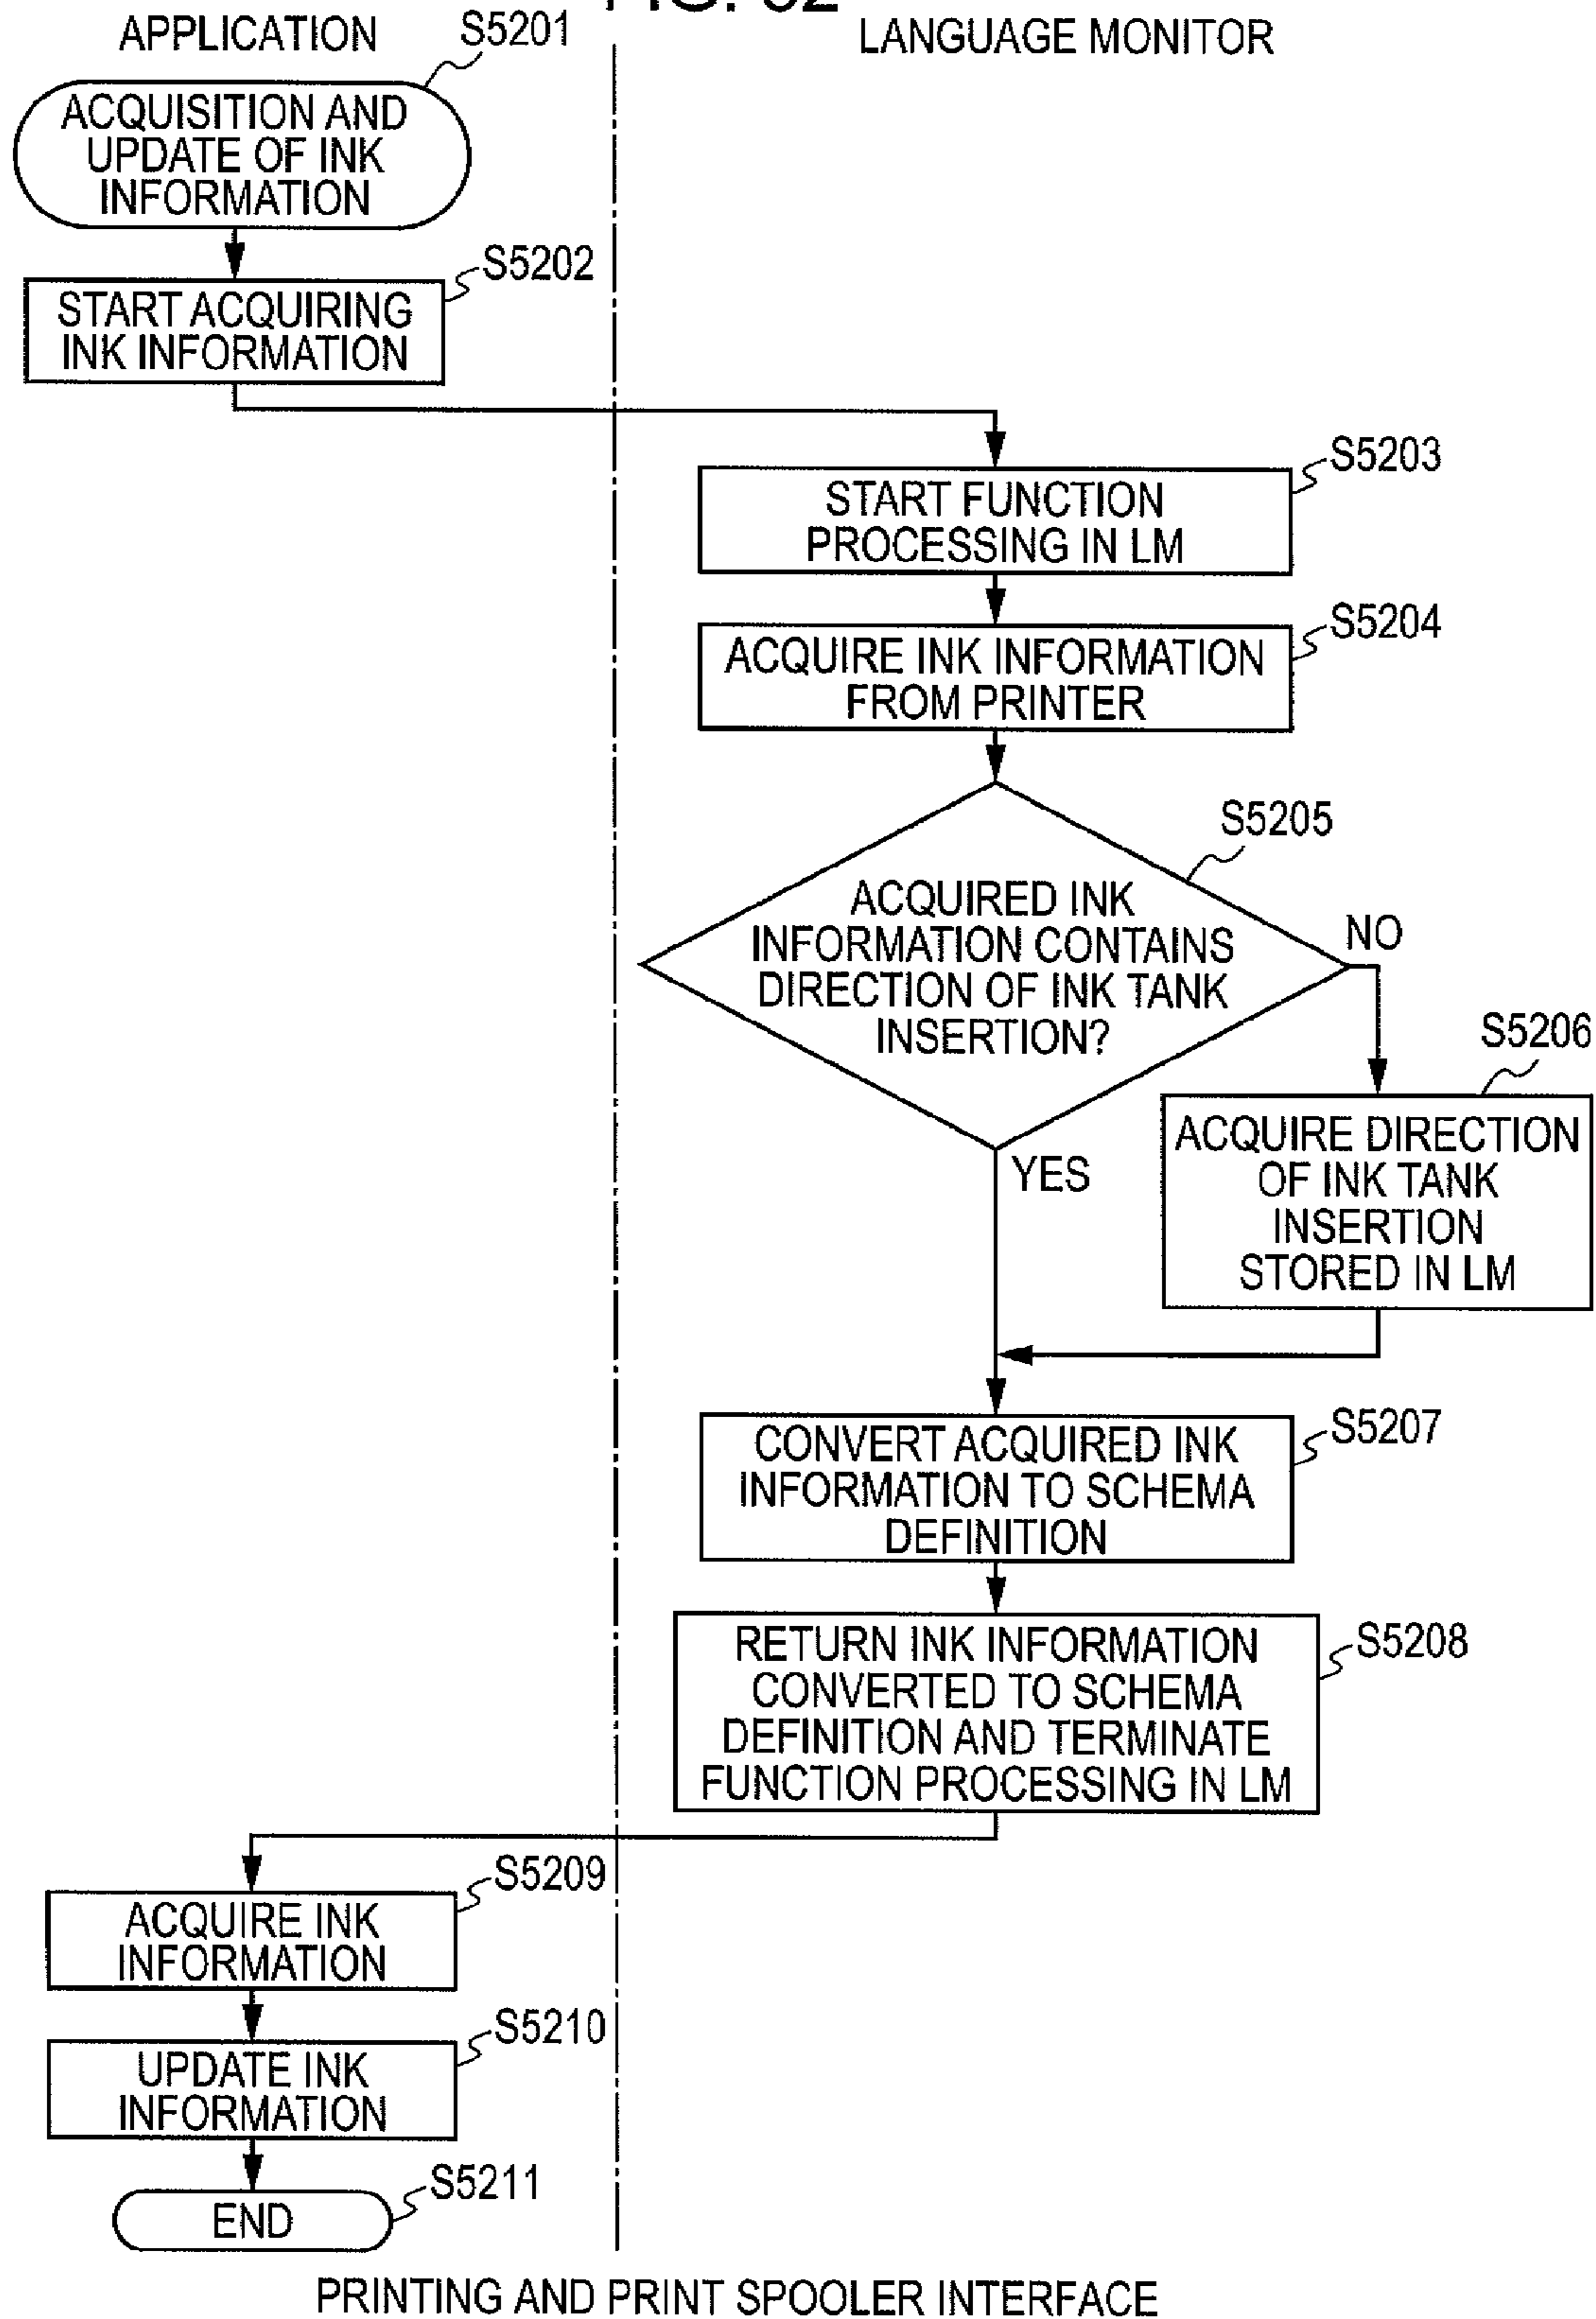 FIG. 52
APPLICATION
LANGUAGE MONITOR
S5201
ACQUISITION AND
UPDATE OF INK
INFORMATION
S5202
START ACQUIRING
INK INFORMATION
S5203
START FUNCTION
PROCESSING IN LM
S5204
ACQUIRE INK INFORMATION
FROM PRINTER
S5205
ACQUIRED INK
INFORMATION CONTAINS
DIRECTION OF INK TANK
INSERTION?
NO
YES
S5206
ACQUIRE DIRECTION
OF INK TANK
INSERTION
STORED IN LM
S5207
CONVERT ACQUIRED INK
INFORMATION TO SCHEMA
DEFINITION
S5208
RETURN INK INFORMATION
CONVERTED TO SCHEMA
DEFINITION AND TERMINATE
FUNCTION PROCESSING IN LM
S5209
ACQUIRE INK
INFORMATION
S5210
UPDATE INK
INFORMATION
S5211
END
PRINTING AND PRINT SPOOLER INTERFACE